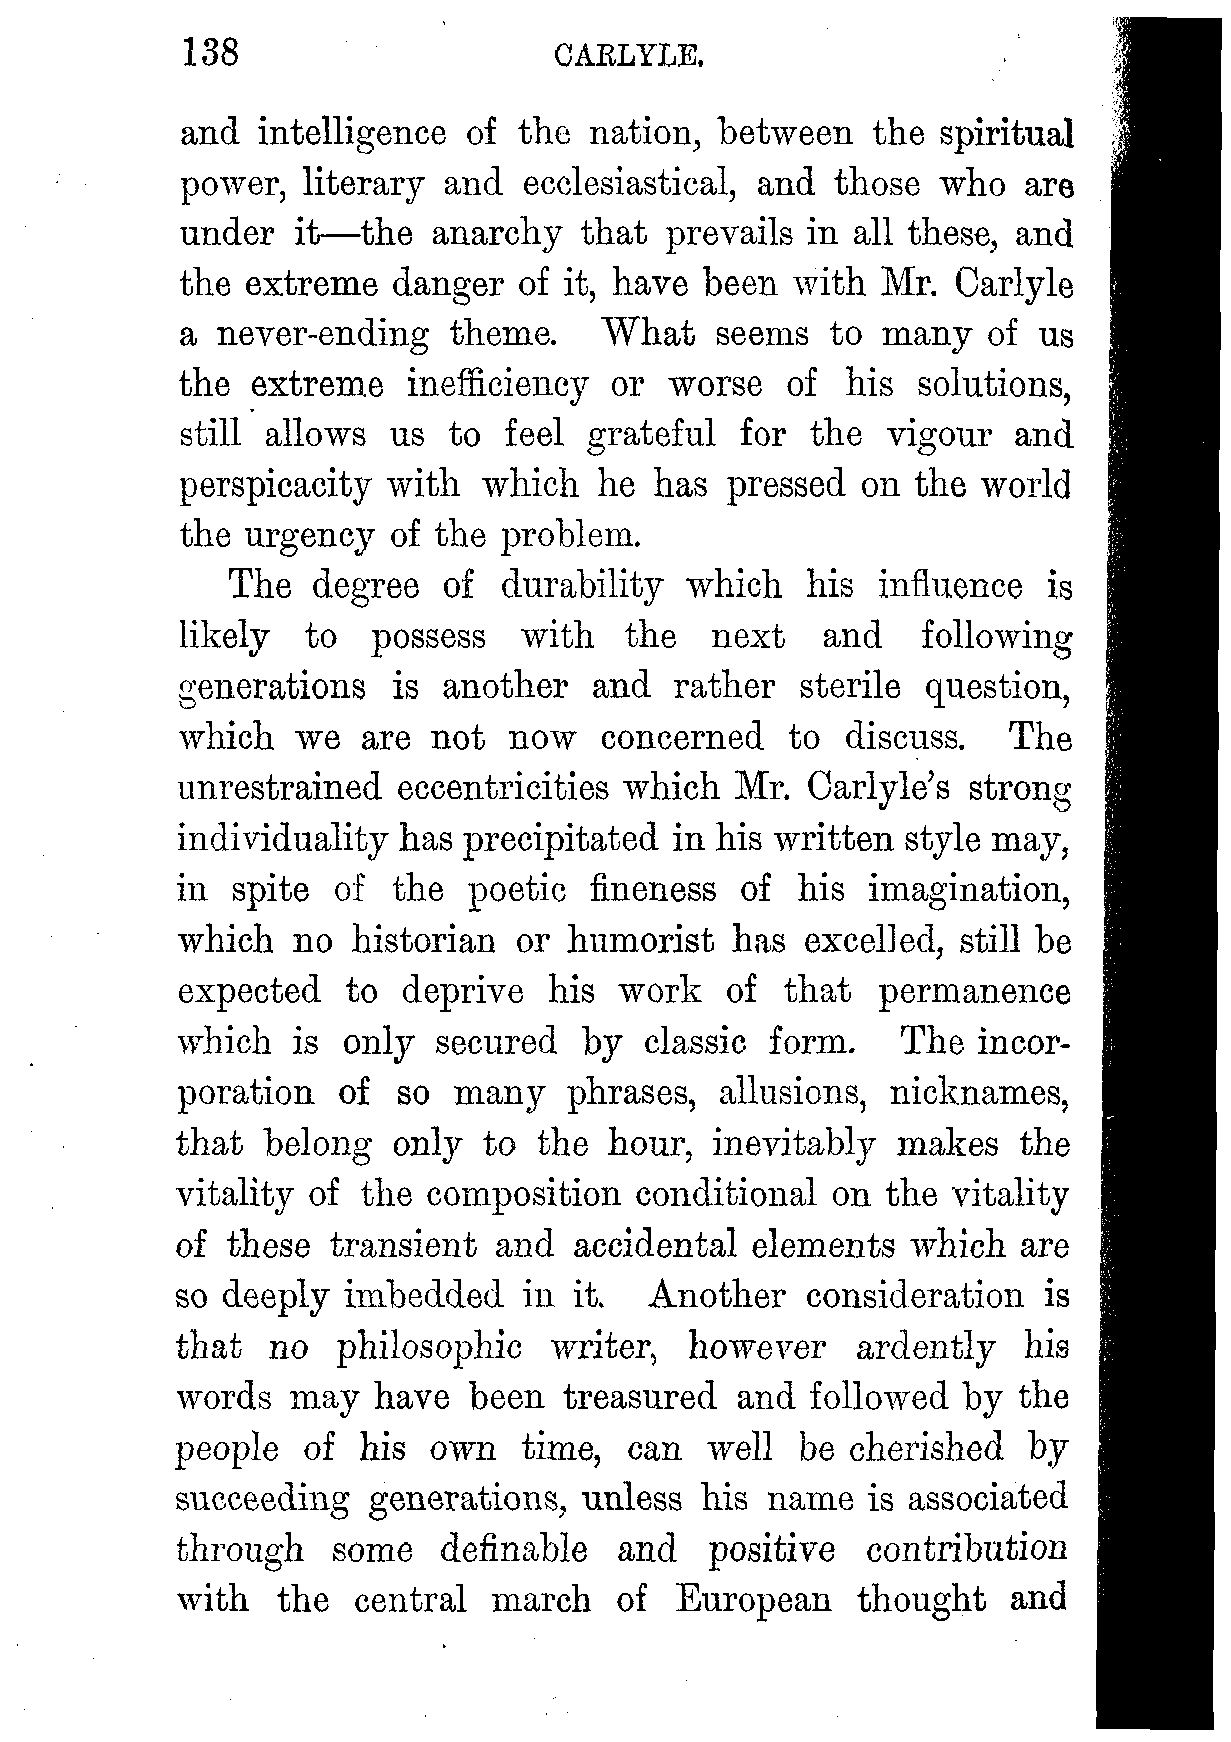 138 CARLYLE.
and intelligence of the nation, between the spiritual
power, literary and ecclesiastical, and those who are
under it—the anarchy that prevails in all these, and
the extreme danger of it, have been with Mr. Carlyle
a never-ending theme. What seems to many of us
the extreme inefficiency or worse of his solutions,
still allows us to feel grateful for the vigour and
perspicacity with which he has pressed on the world
the urgency of the problem.
The degree of durability which his influence is
likely to possess with the next and following
generations is another and rather sterile question,
which we are not now concerned to discuss. The
unrestrained eccentricities which Mr. Carlyle's strong
individuality has precipitated in his written style may,
in spite of the poetic fineness of his imagination,
which no historian or humorist has excelled, still be
expected to deprive his work of that permanence
which is only secured by classic form. The incor-
poration of so many phrases, allusions, nicknames,
that belong only to the hour, inevitably makes the
vitality of the composition conditional on the vitality
of these transient and accidental elements which are
so deeply imbedded in it. Another consideration is
that no philosophic writer, however ardently his
words may have been treasured and followed by the
people of his own time, can well be cherished by
succeeding generations, unless his name is associated
through some definable and positive contribution
with the central march of European thought and